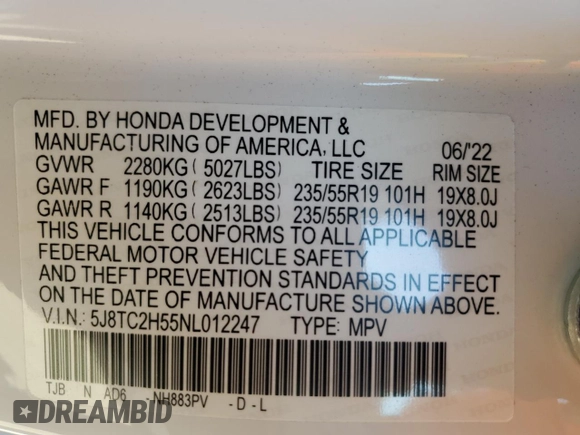 MFD. BY HONDA DEVELOPMENT &
MANUFACTURING OF AMERICA, LLC 06/'22
GVWR 2280KG ( 5027LBS) TIRE SIZE RIM SIZE
GAWR F 1190KG ( 2623LBS) 235/55R19 101H 19X8.0J
GAWR R 1140KG ( 2513LBS) 235/55R19 101H 19X8.0J
THIS VEHICLE CONFORMS TO ALL APPLICABLE
FEDERAL MOTOR VEHICLE SAFETY
AND THEFT PREVENTION STANDARDS IN EFFECT
ON THE DATE OF MANUFACTURE SHOWN ABOVE.
V.I.N.: 5J8TC2H55NL012247 TYPE: MPV
TJB N AD6 -NH883PV -D-L
DREAMBID